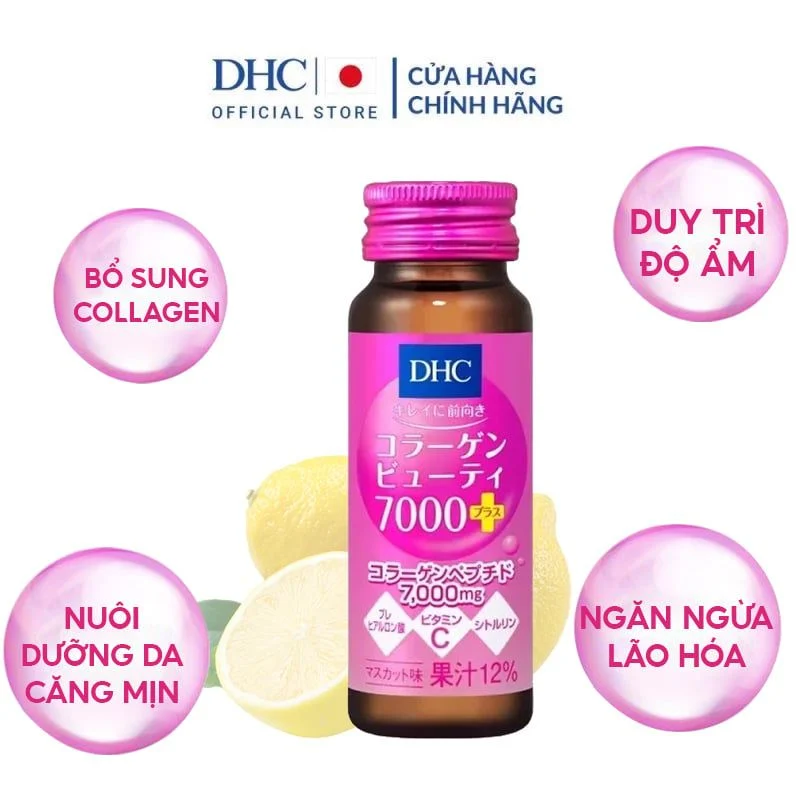 DHC
OFFICIAL STORE
CỬA HÀNG
CHÍNH HÃNG
BỔ SUNG
COLLAGEN
DUY TRÌ
ĐỘ ẨM
DHC
キレイに前向き
コラーゲン
ビューティ
7000
プラス
コラーゲンペプチド
7,000mg
プレ
ヒアルロン酸
ビタミン
C
シトルリン
マスカット味 果汁12%
NUÔI
DƯỠNG DA
CĂNG MỊN
NGĂN NGỪA
LÃO HÓA